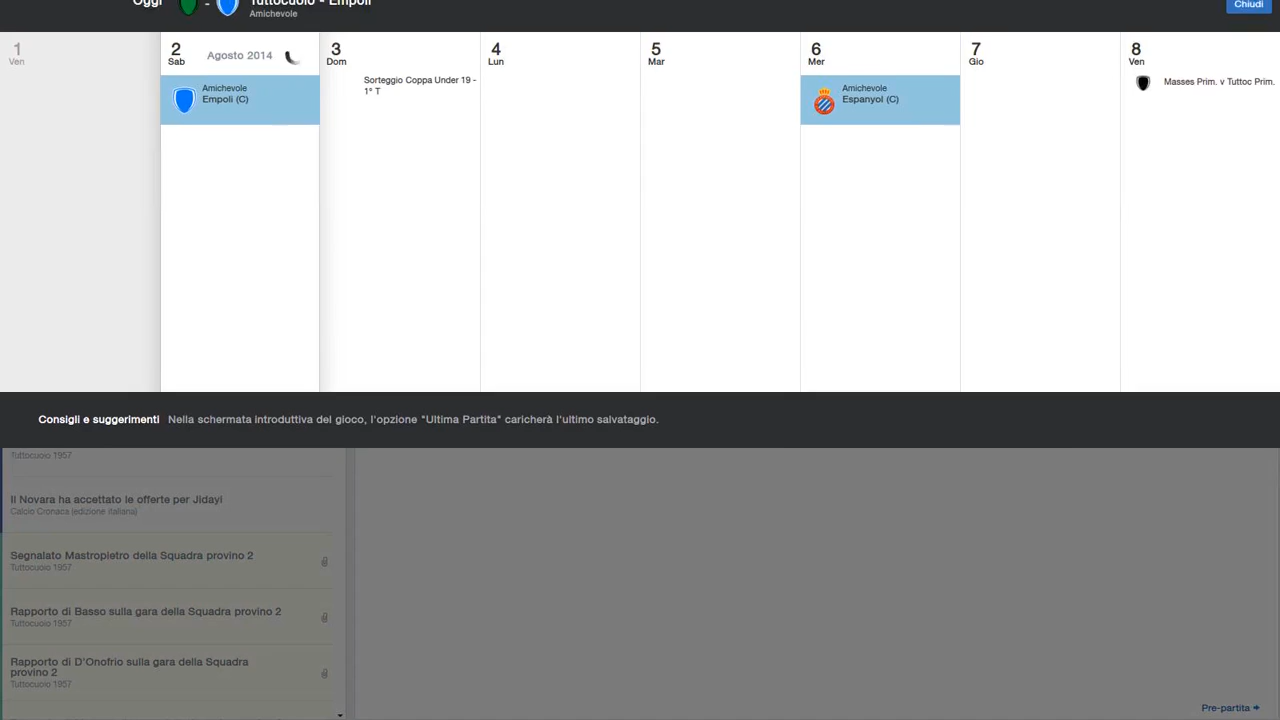 Oggi
- Tuttocuoio - Empoli
Amichevole
Chiudi
1
Ven
2
Sab
Agosto 2014
3
Dom
4
Lun
5
Mar
6
Mer
7
Gio
8
Ven
Amichevole
Empoli (C)
Sorteggio Coppa Under 19 -
1° T
Amichevole
Espanyol (C)
Masses Prim. v Tuttoc Prim.
Consigli e suggerimenti Nella schermata introduttiva del gioco, l'opzione "Ultima Partita" caricherà l'ultimo salvataggio.
Tuttocuoio 1957
Il Novara ha accettato le offerte per Jidayi
Calcio Cronaca (edizione italiana)
Segnalato Mastropietro della Squadra provino 2
Tuttocuoio 1957
Rapporto di Basso sulla gara della Squadra provino 2
Tuttocuoio 1957
Rapporto di D'Onofrio sulla gara della Squadra
provino 2
Tuttocuoio 1957
Pre-partita